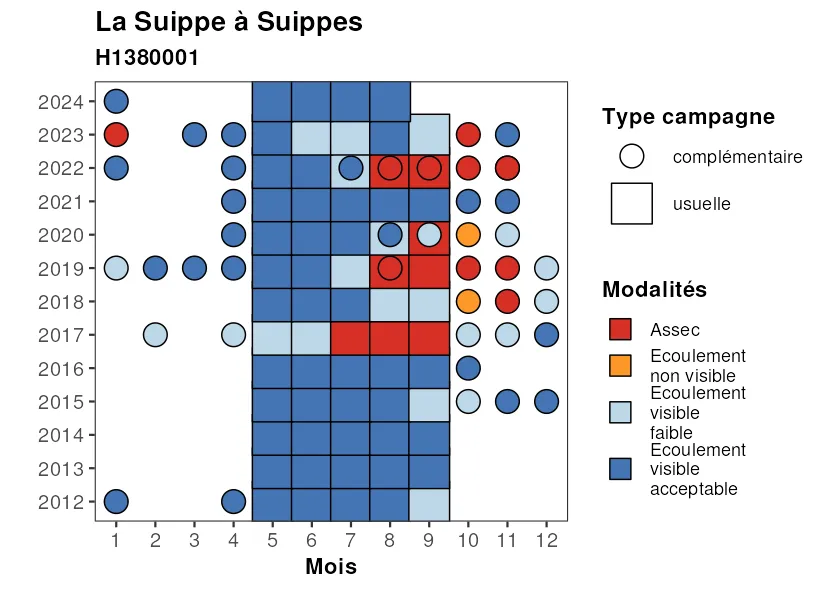 La Suippe à Suippes
H1380001
2024
2023
2022
2021
2020
2019
2018
2017
2016
2015
2014
2013
2012
1 2 3 4 5 6 7 8 9 10 11 12
Mois
Type campagne
complémentaire
usuelle
Modalités
Assec
Ecoulement
non visible
Ecoulement
visible
faible
Ecoulement
visible
acceptable